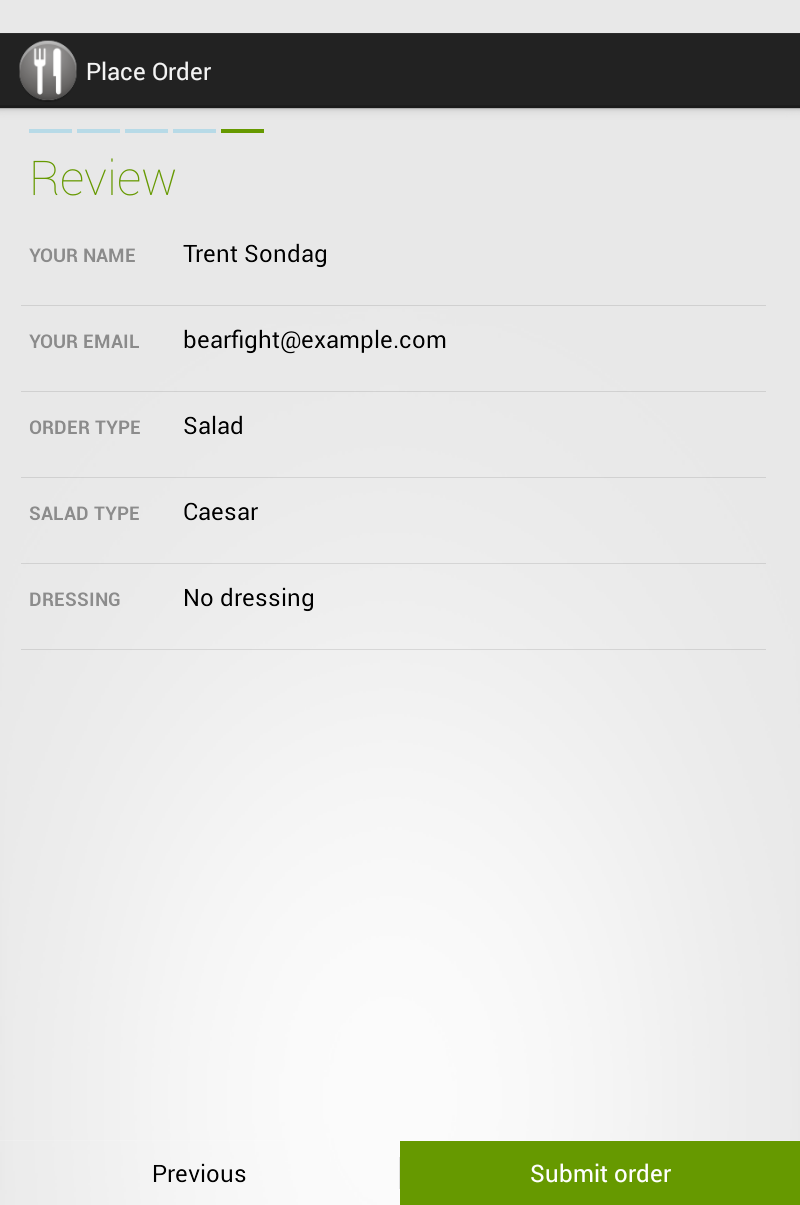 Place Order
Review
YOUR NAME Trent Sondag
YOUR EMAIL bearfight@example.com
ORDER TYPE Salad
SALAD TYPE Caesar
DRESSING No dressing
Previous Submit order